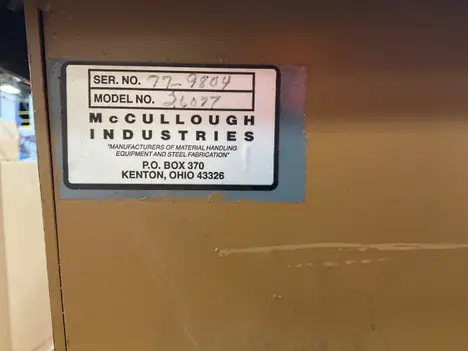 SER. NO. 77-9804
MODEL NO. 26077
McCULLOUGH
INDUSTRIES
"MANUFACTURERS OF MATERIAL HANDLING
EQUIPMENT AND STEEL FABRICATION"
P.O. BOX 370
KENTON, OHIO 43326